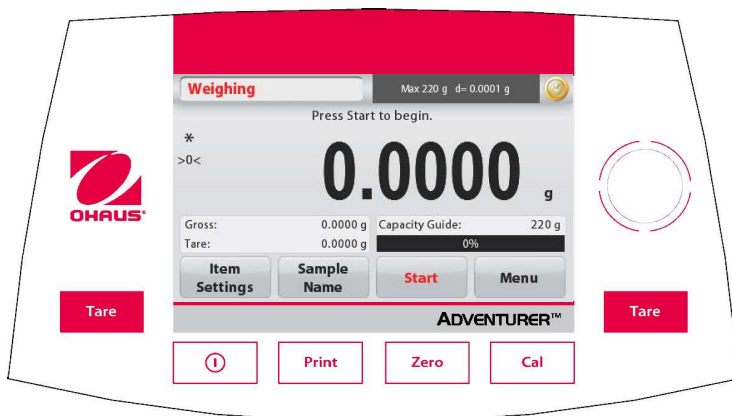 Weighing
Max 220 g d= 0.0001 g
Press Start to begin.
*
>0<
0.0000 g
Gross: 0.0000 g
Tare: 0.0000 g
Capacity Guide: 220 g
0%
Item Settings
Sample Name
Start
Menu
OHAUS
Tare
Tare
ADVENTURER™
Print
Zero
Cal